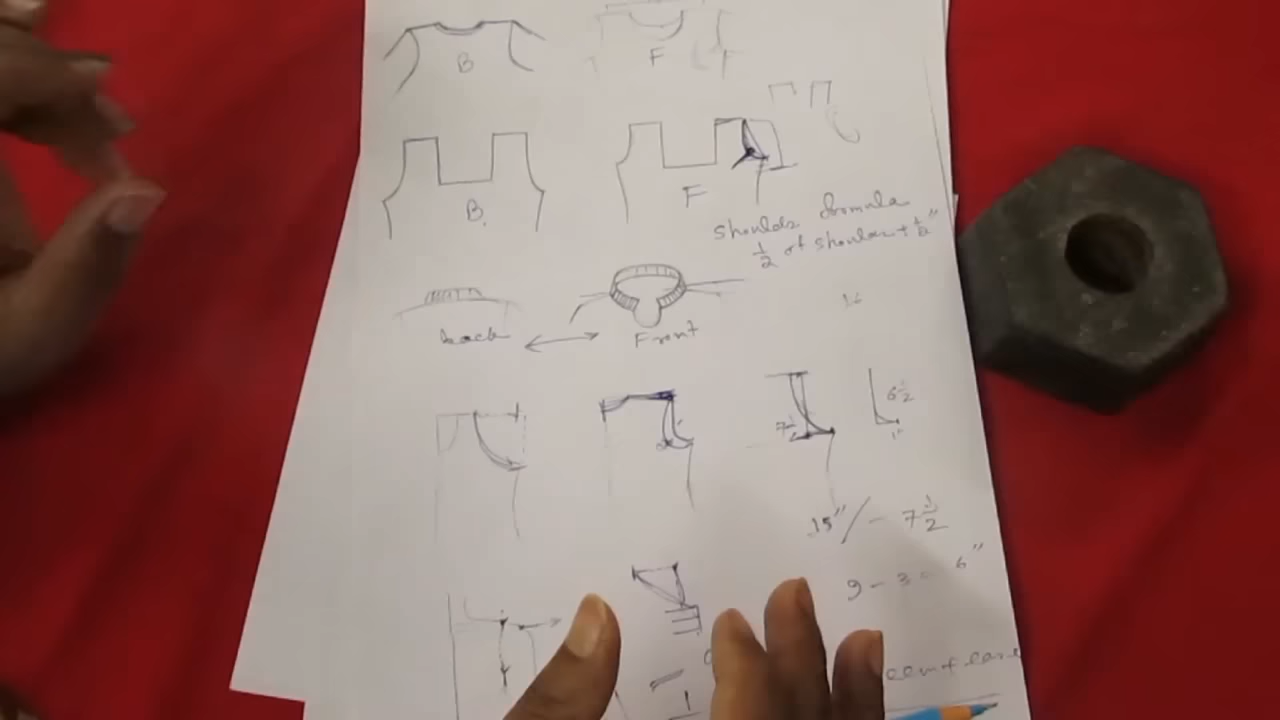 B
F
B.
F
shoulder formula
1/2 of shoulder + 1/2"
16
back
Front
6 1/2
7 1/2
1"
15" / - 7 1/2
9 - 3 = 6"